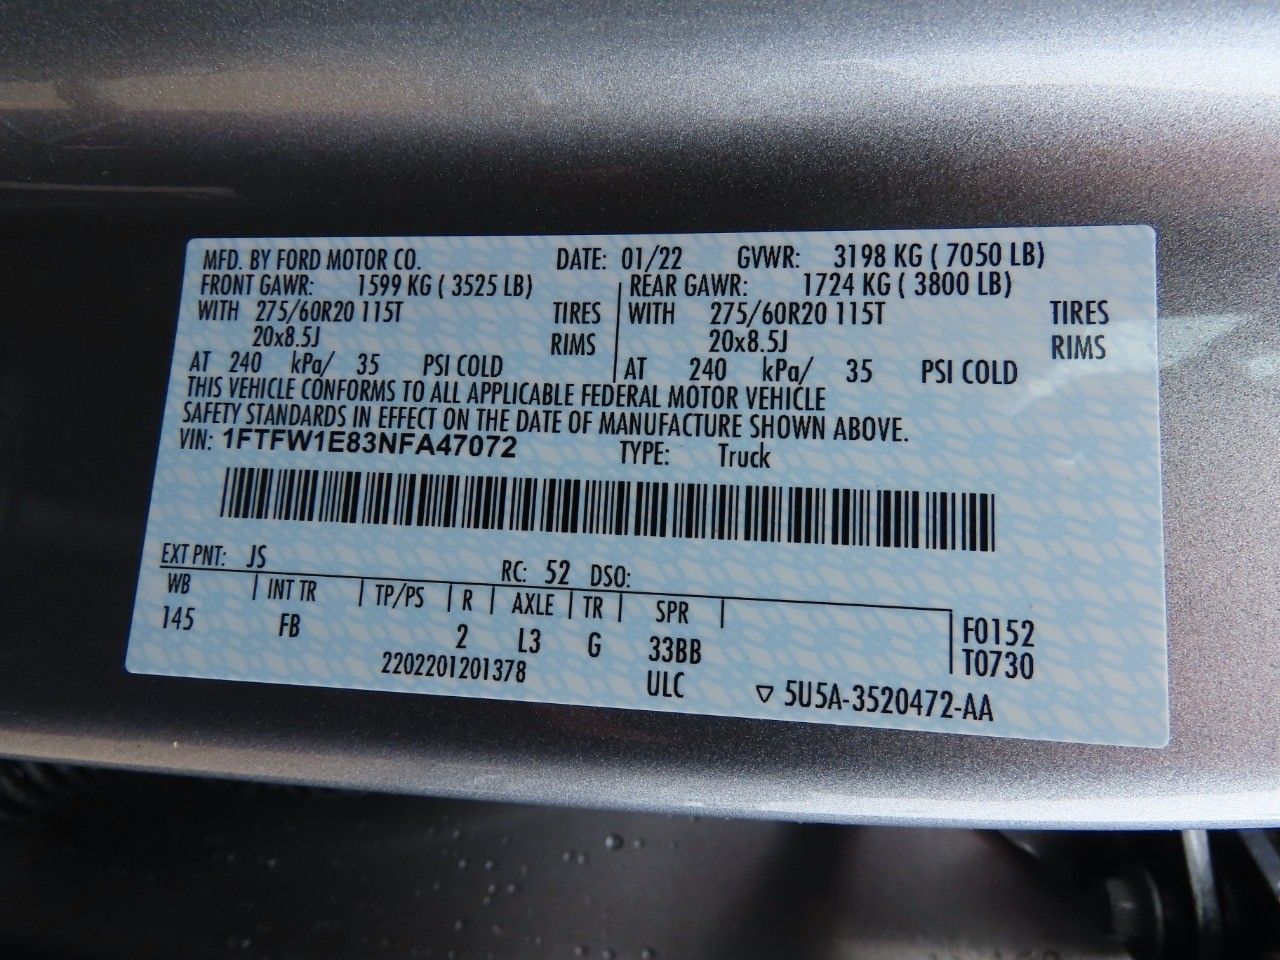 MFD. BY FORD MOTOR CO. DATE: 01/22 GVWR: 3198 KG ( 7050 LB)
FRONT GAWR: 1599 KG ( 3525 LB) REAR GAWR: 1724 KG ( 3800 LB)
WITH 275/60R20 115T TIRES WITH 275/60R20 115T TIRES
20x8.5J RIMS 20x8.5J RIMS
AT 240 kPa/ 35 PSI COLD AT 240 kPa/ 35 PSI COLD
THIS VEHICLE CONFORMS TO ALL APPLICABLE FEDERAL MOTOR VEHICLE
SAFETY STANDARDS IN EFFECT ON THE DATE OF MANUFACTURE SHOWN ABOVE.
VIN: 1FTFW1E83NFA47072 TYPE: Truck
EXT PNT: JS RC: 52 DSO:
WB INT TR TP/PS R AXLE TR SPR
145 FB 2 L3 G 33BB F0152
2202201201378 ULC T0730
▽ 5U5A-3520472-AA